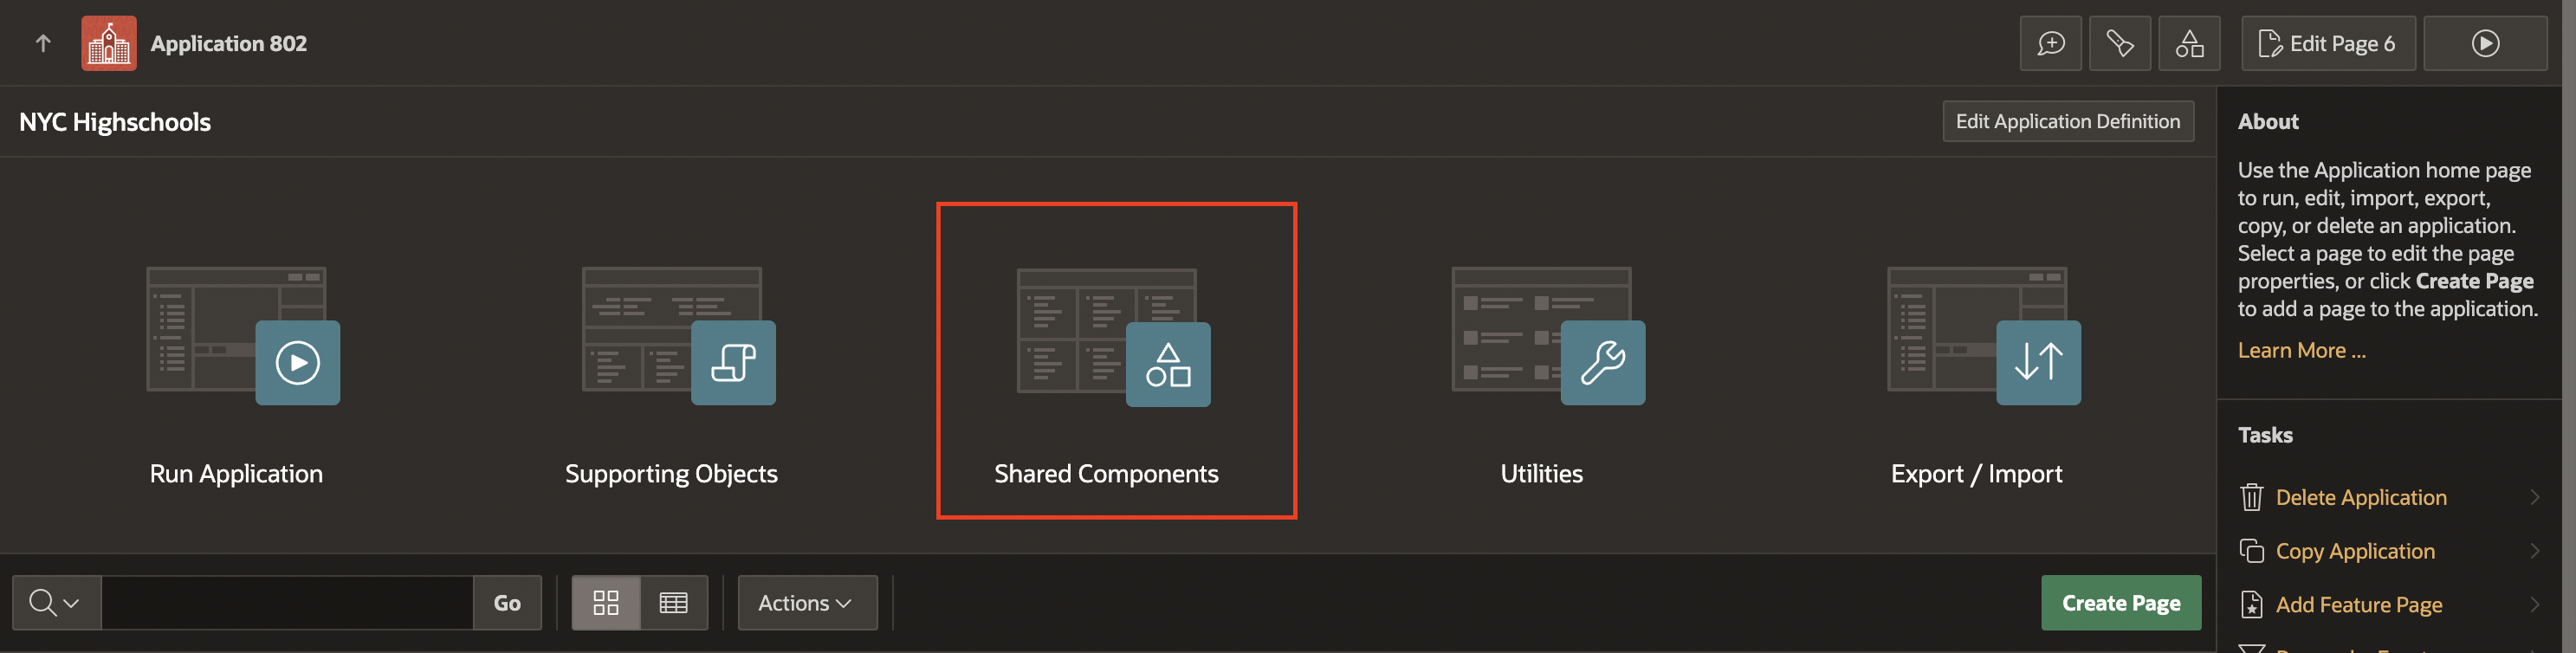 Application 802
Edit Page 6
NYC Highschools
Edit Application Definition
Run Application
Supporting Objects
Shared Components
Utilities
Export / Import
Go
Actions
Create Page
About
Use the Application home page
to run, edit, import, export,
copy, or delete an application.
Select a page to edit the page
properties, or click Create Page
to add a page to the application.
Learn More ...
Tasks
Delete Application
Copy Application
Add Feature Page